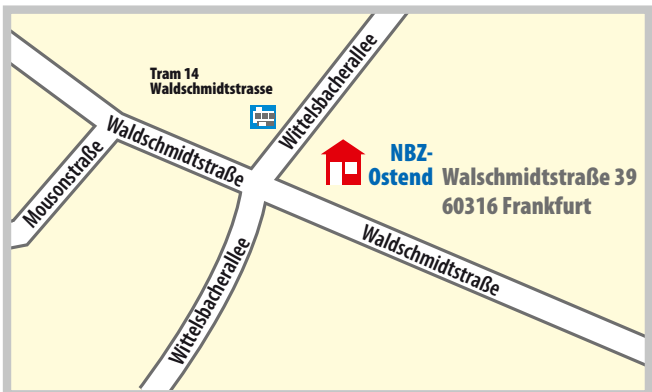 Tram 14
Waldschmidtstrasse
Wittelsbacherallee
Waldschmidtstraße
Mousonstraße
NBZ-
Ostend
Walschmidtstraße 39
60316 Frankfurt
Waldschmidtstraße
Wittelsbacherallee